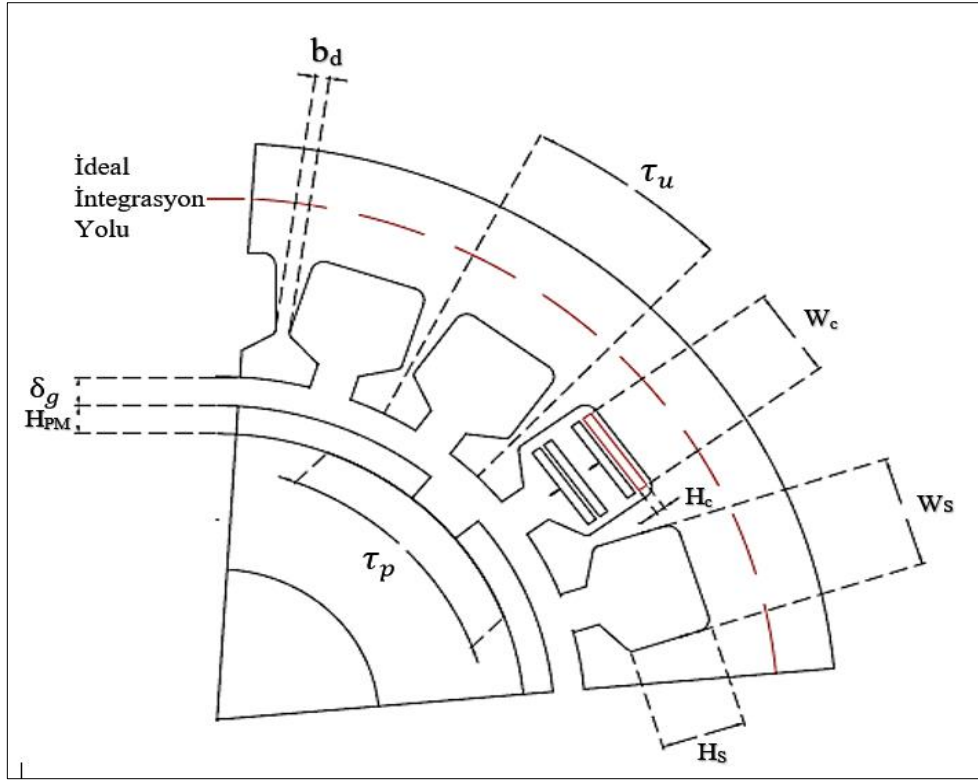 b_d
İdeal
İntegrasyon
Yolu
τ_u
W_c
δ_g
H_PM
H_c
W_S
τ_p
H_S